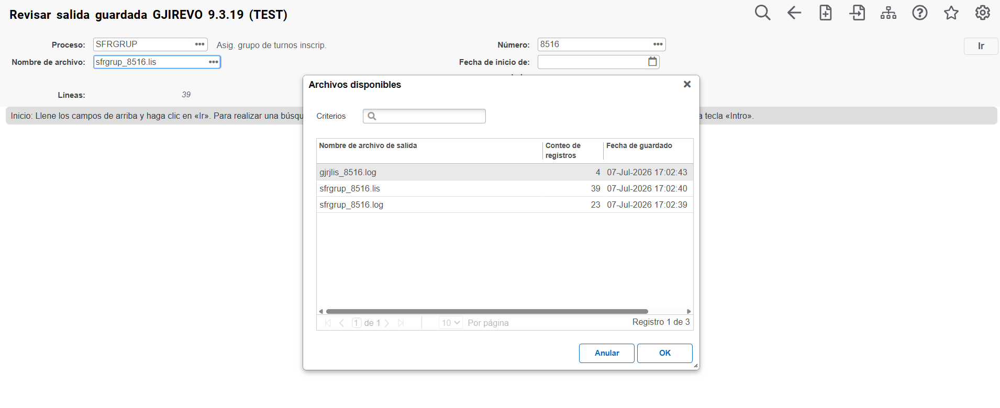 Revisar salida guardada GJIREVO 9.3.19 (TEST)
Proceso: SFRGRUP ••• Asig. grupo de turnos inscrip. Número: 8516 ••• Ir
Nombre de archivo: sfrgrup_8516.lis ••• Fecha de inicio de:
Líneas: 39
Inicio: Llene los campos de arriba y haga clic en «Ir». Para realizar una búsqu
a tecla «Intro».
Archivos disponibles
Criterios
Nombre de archivo de salida Conteo de registros Fecha de guardado
gjrjlis_8516.log 4 07-Jul-2026 17:02:43
sfrgrup_8516.lis 39 07-Jul-2026 17:02:40
sfrgrup_8516.log 23 07-Jul-2026 17:02:39
1 de 1 10 Por página Registro 1 de 3
Anular OK